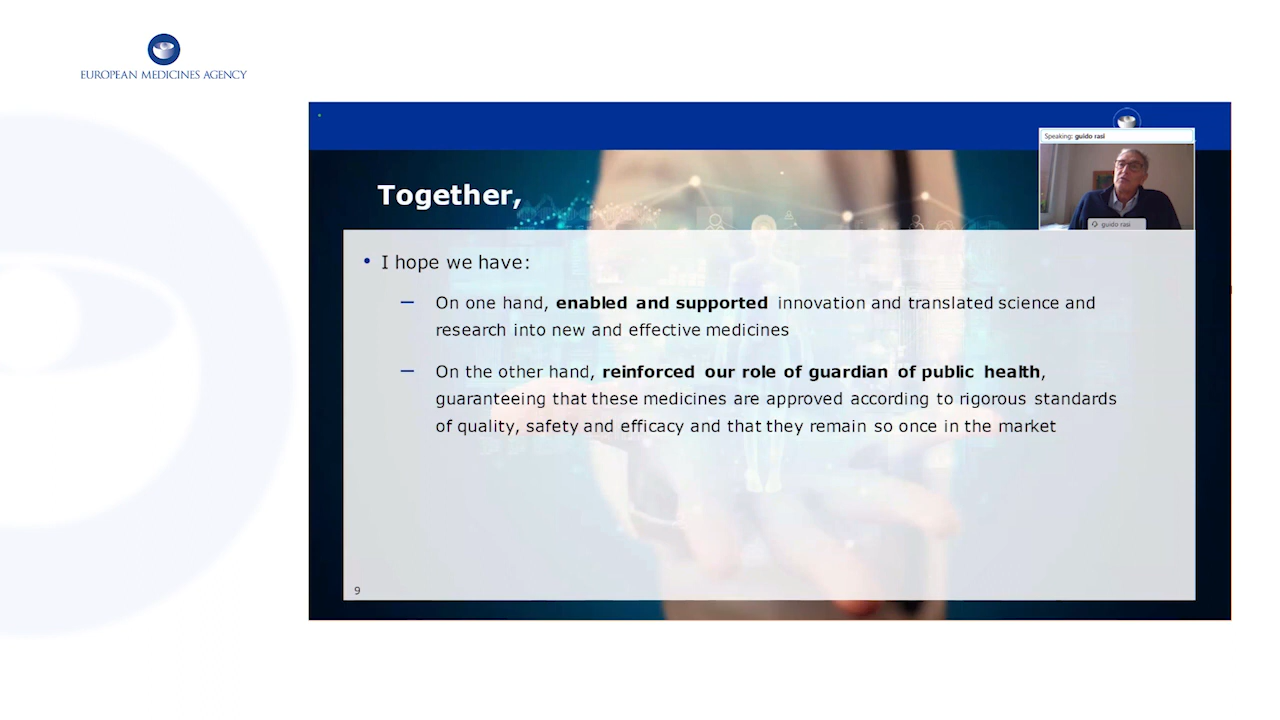 EUROPEAN MEDICINES AGENCY
Speaking: guido rasi
guido rasi
Together,
• I hope we have:
– On one hand, enabled and supported innovation and translated science and
research into new and effective medicines
– On the other hand, reinforced our role of guardian of public health,
guaranteeing that these medicines are approved according to rigorous standards
of quality, safety and efficacy and that they remain so once in the market
9